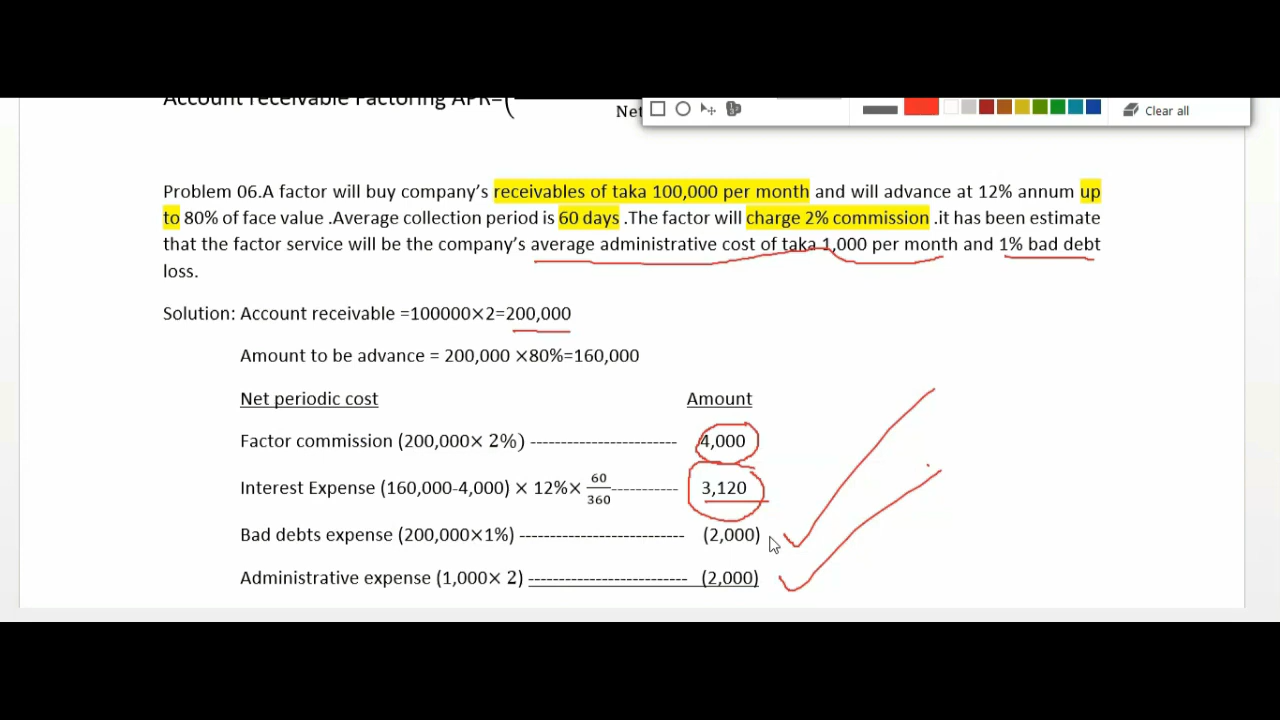 Account receivable Factoring APR=(
Net
Clear all
Problem 06.A factor will buy company's receivables of taka 100,000 per month and will advance at 12% annum up
to 80% of face value .Average collection period is 60 days .The factor will charge 2% commission .it has been estimate
that the factor service will be the company's average administrative cost of taka 1,000 per month and 1% bad debt
loss.
Solution: Account receivable =100000×2=200,000
Amount to be advance = 200,000 ×80%=160,000
Net periodic cost Amount
Factor commission (200,000× 2%) ------------------------ 4,000
Interest Expense (160,000-4,000) × 12%× 60/360----------- 3,120
Bad debts expense (200,000×1%) --------------------------- (2,000)
Administrative expense (1,000× 2) -------------------------- (2,000)